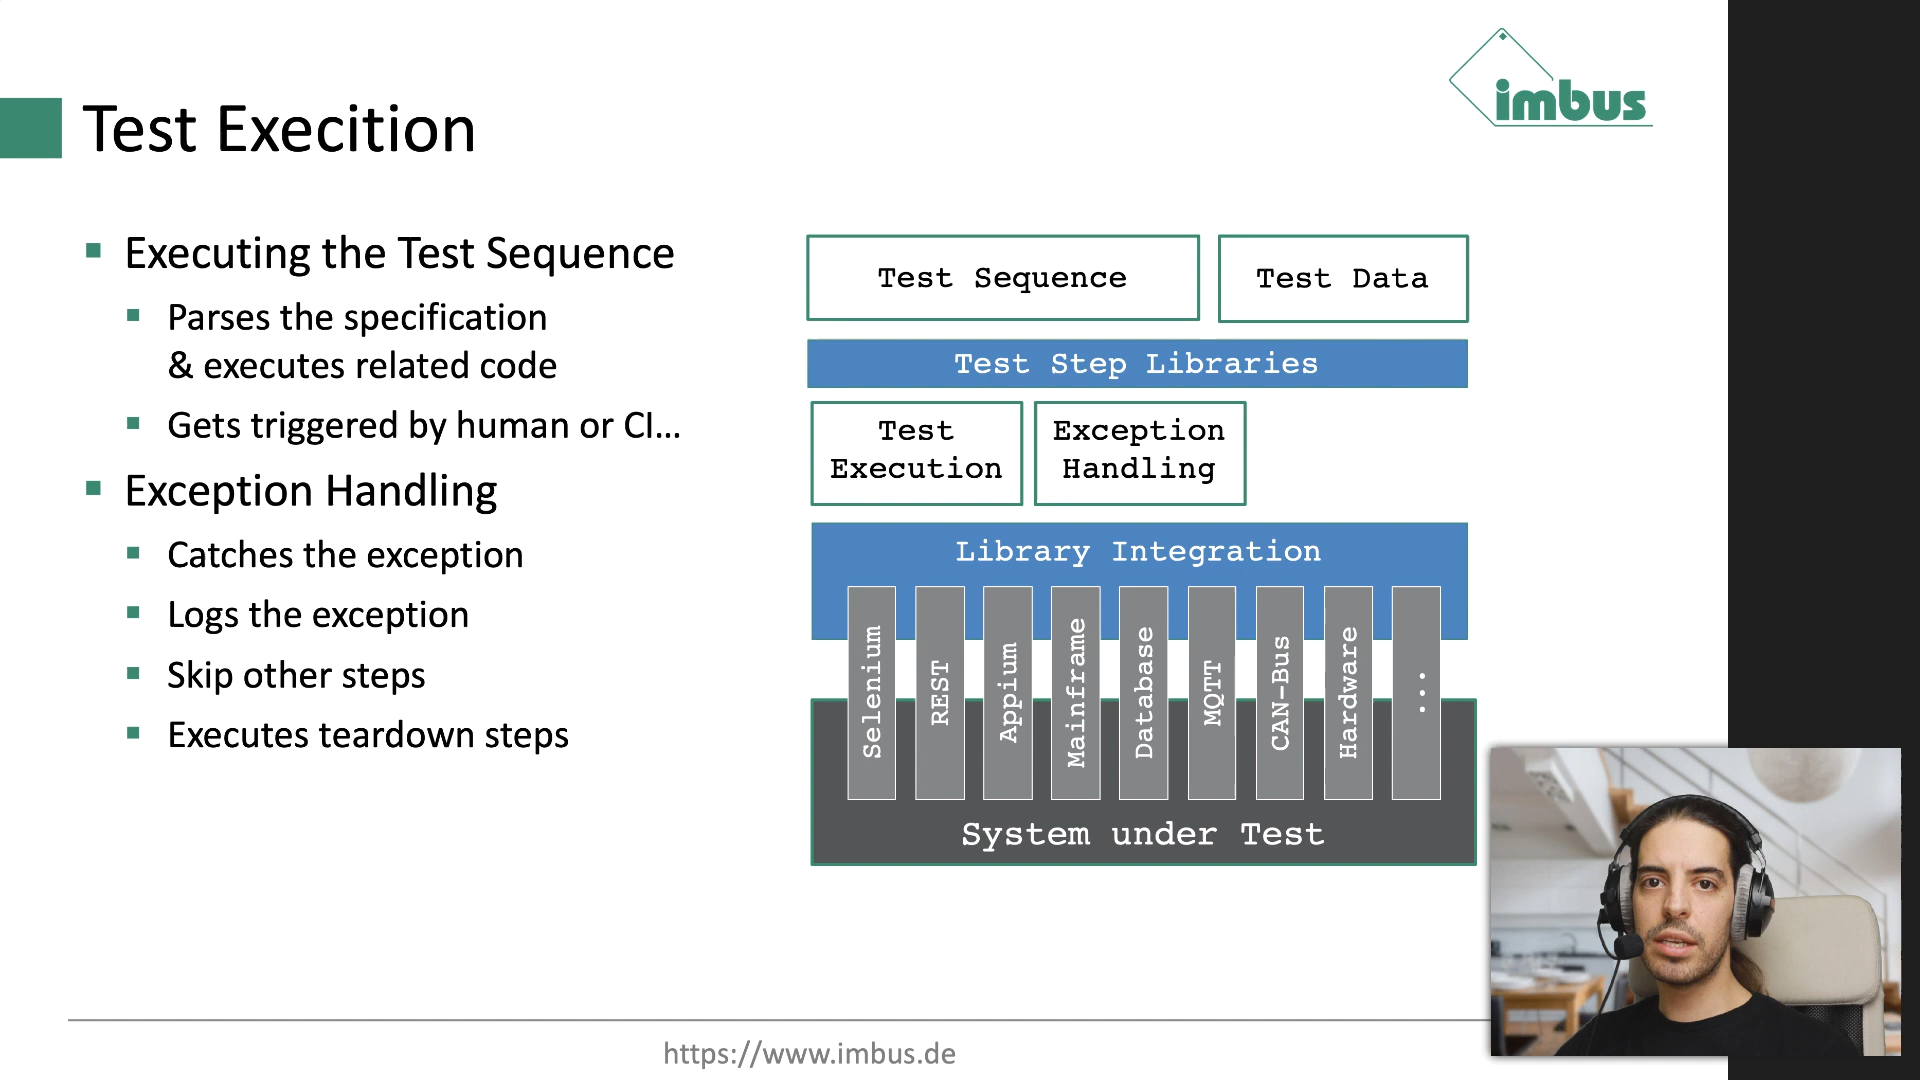 imbus
Test Execition
Executing the Test Sequence
Parses the specification
& executes related code
Gets triggered by human or CI...
Exception Handling
Catches the exception
Logs the exception
Skip other steps
Executes teardown steps
Test Sequence
Test Data
Test Step Libraries
Test
Execution
Exception
Handling
Library Integration
Selenium
REST
Appium
Mainframe
Database
MQTT
CAN-Bus
Hardware
...
System under Test
https://www.imbus.de